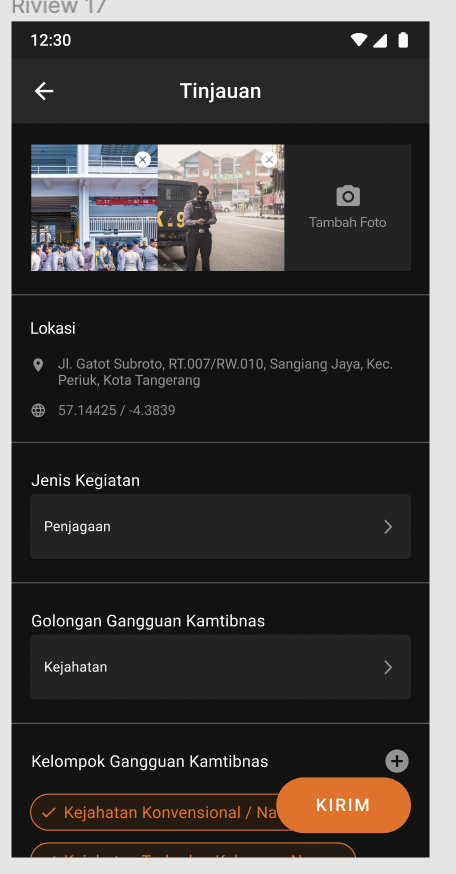 Riview 17
12:30
Tinjauan
ALAZHAR
K-9
Tambah Foto
Lokasi
Jl. Gatot Subroto, RT.007/RW.010, Sangiang Jaya, Kec.
Periuk, Kota Tangerang
57.14425 / -4.3839
Jenis Kegiatan
Penjagaan
Golongan Gangguan Kamtibnas
Kejahatan
Kelompok Gangguan Kamtibnas
Kejahatan Konvensional / Na
KIRIM